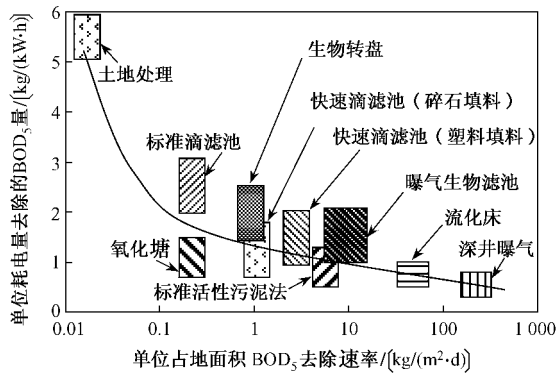 单位耗电量去除的BOD₅量/[kg/(kW·h)]
6
5
4
3
2
1
0
土地处理
生物转盘
快速滴滤池（碎石填料）
标准滴滤池
快速滴滤池（塑料填料）
曝气生物滤池
流化床
氧化塘
深井曝气
标准活性污泥法
0.01 0.1 1 10 100 1 000
单位占地面积 BOD₅去除速率/[kg/(m²·d)]